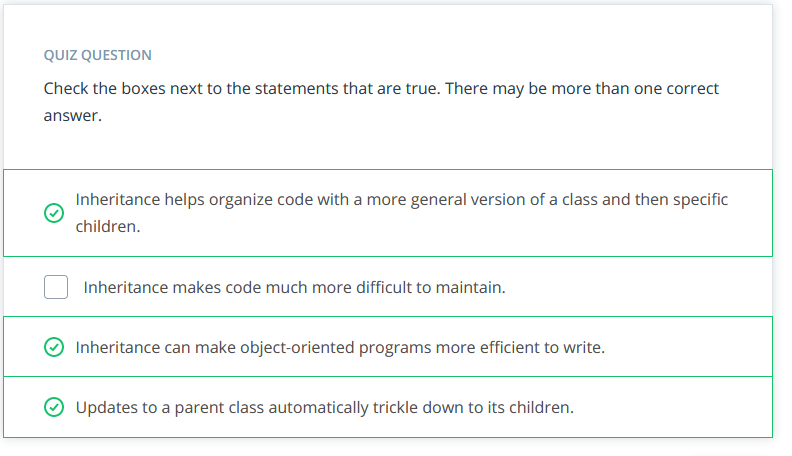 QUIZ QUESTION
Check the boxes next to the statements that are true. There may be more than one correct
answer.
Inheritance helps organize code with a more general version of a class and then specific
children.
Inheritance makes code much more difficult to maintain.
Inheritance can make object-oriented programs more efficient to write.
Updates to a parent class automatically trickle down to its children.